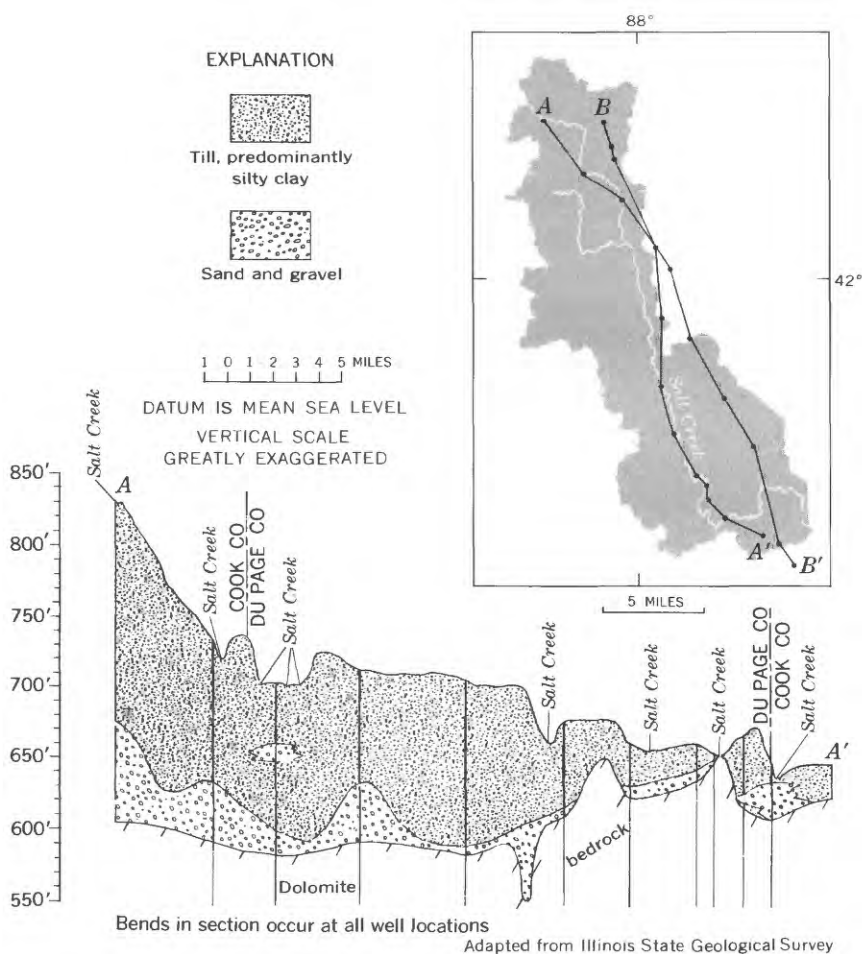 EXPLANATION
Till, predominantly
silty clay
Sand and gravel
1 0 1 2 3 4 5 MILES
DATUM IS MEAN SEA LEVEL
VERTICAL SCALE
GREATLY EXAGGERATED
88°
A
B
42°
Salt Creek
A'
B'
5 MILES
850'
800'
750'
700'
650'
600'
550'
Salt Creek
A
Salt Creek
COOK CO
DU PAGE CO
Salt Creek
Salt Creek
Salt Creek
Salt Creek
DU PAGE CO
COOK CO
Salt Creek
A'
bedrock
Dolomite
Bends in section occur at all well locations
Adapted from Illinois State Geological Survey